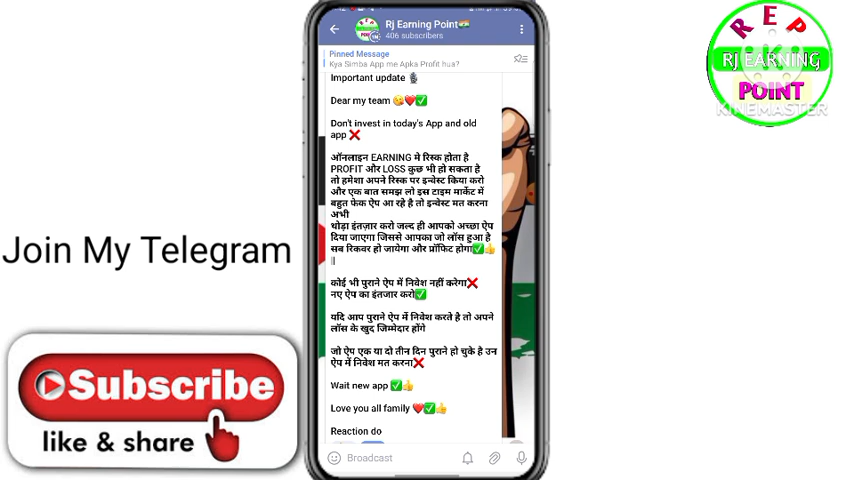 Rj Earning Point🇮🇳
406 subscribers
Pinned Message
Kya Simba App me Apka Profit hua?
Important update 🎙️
Dear my team 😘❤️✅
Don't invest in today's App and old
app ❌
ऑनलाइन EARNING मे रिस्क होता है
PROFIT और LOSS कुछ भी हो सकता है
तो हमेशा अपने रिस्क पर इन्वेस्ट किया करो
और एक बात समझ लो इस टाइम मार्केट में
बहुत फेक ऐप आ रहे है तो इन्वेस्ट मत करना
अभी
थोड़ा इंतज़ार करो जल्द ही आपको अच्छा ऐप
दिया जाएगा जिससे आपका जो लॉस हुआ है
सब रिकवर हो जायेगा और प्रॉफिट होगा✅👍
||
कोई भी पुराने ऐप में निवेश नहीं करेगा❌
नए ऐप का इंतजार करो✅
यदि आप पुराने ऐप में निवेश करते है तो अपने
लॉस के खुद जिम्मेदार होंगे
जो ऐप एक या दो तीन दिन पुराने हो चुके है उन
ऐप में निवेश मत करना❌
Wait new app ✅👍
Love you all family ❤️✅👍
Reaction do
Broadcast
Join My Telegram
Subscribe
like & share
REP
RJ EARNING
POINT
KINEMASTER